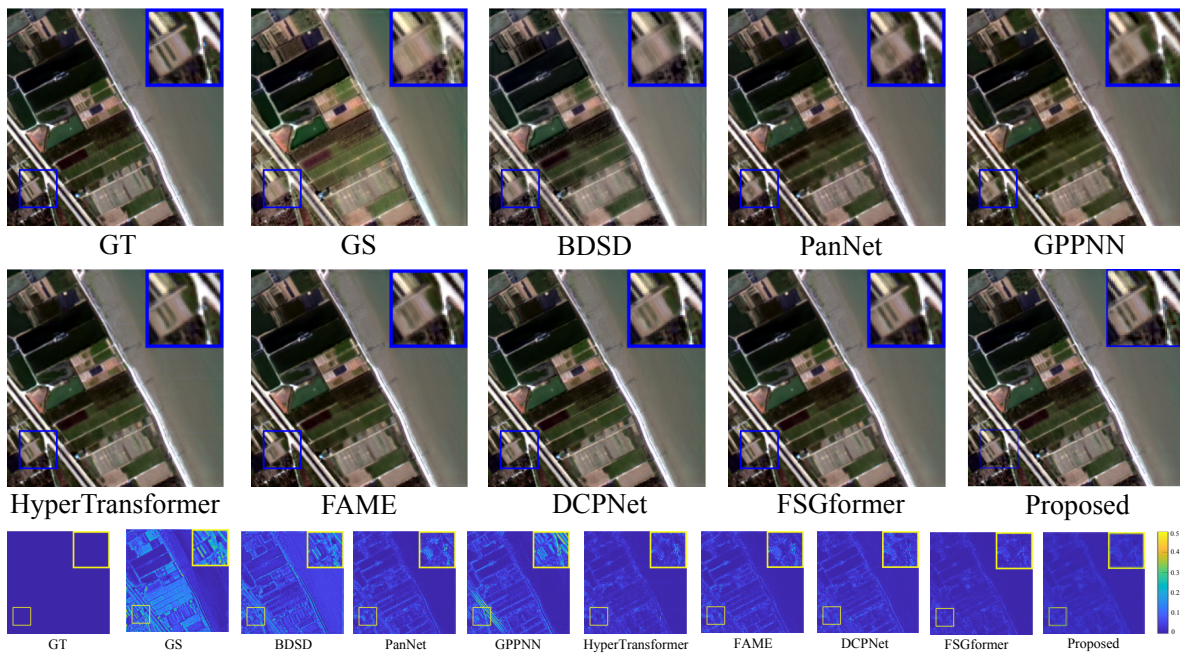 GT GS BDSD PanNet GPPNN
HyperTransformer FAME DCPNet FSGformer Proposed
0.5
0.4
0.3
0.2
0.1
0
GT GS BDSD PanNet GPPNN HyperTransformer FAME DCPNet FSGformer Proposed